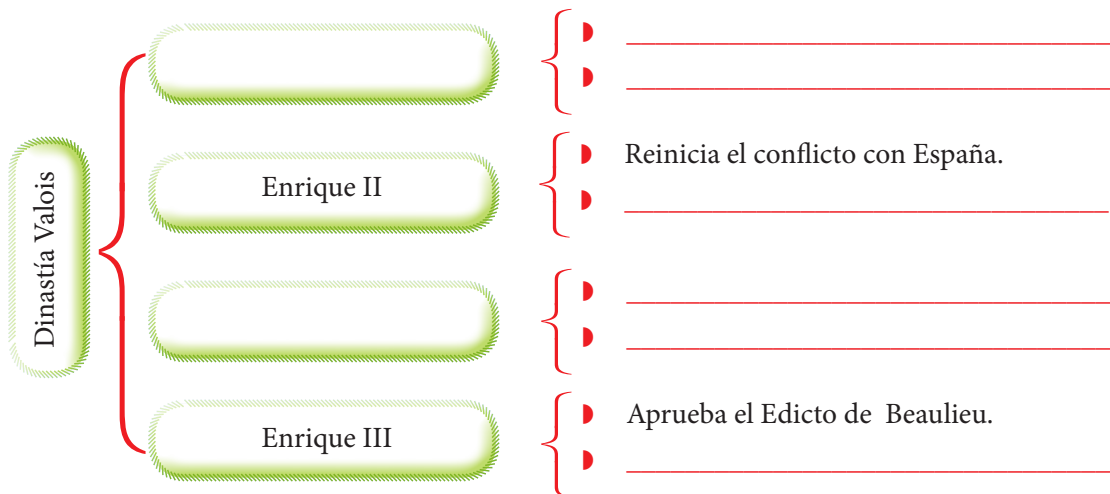 Dinastía Valois
Enrique II
Reinicia el conflicto con España.
Enrique III
Aprueba el Edicto de Beaulieu.